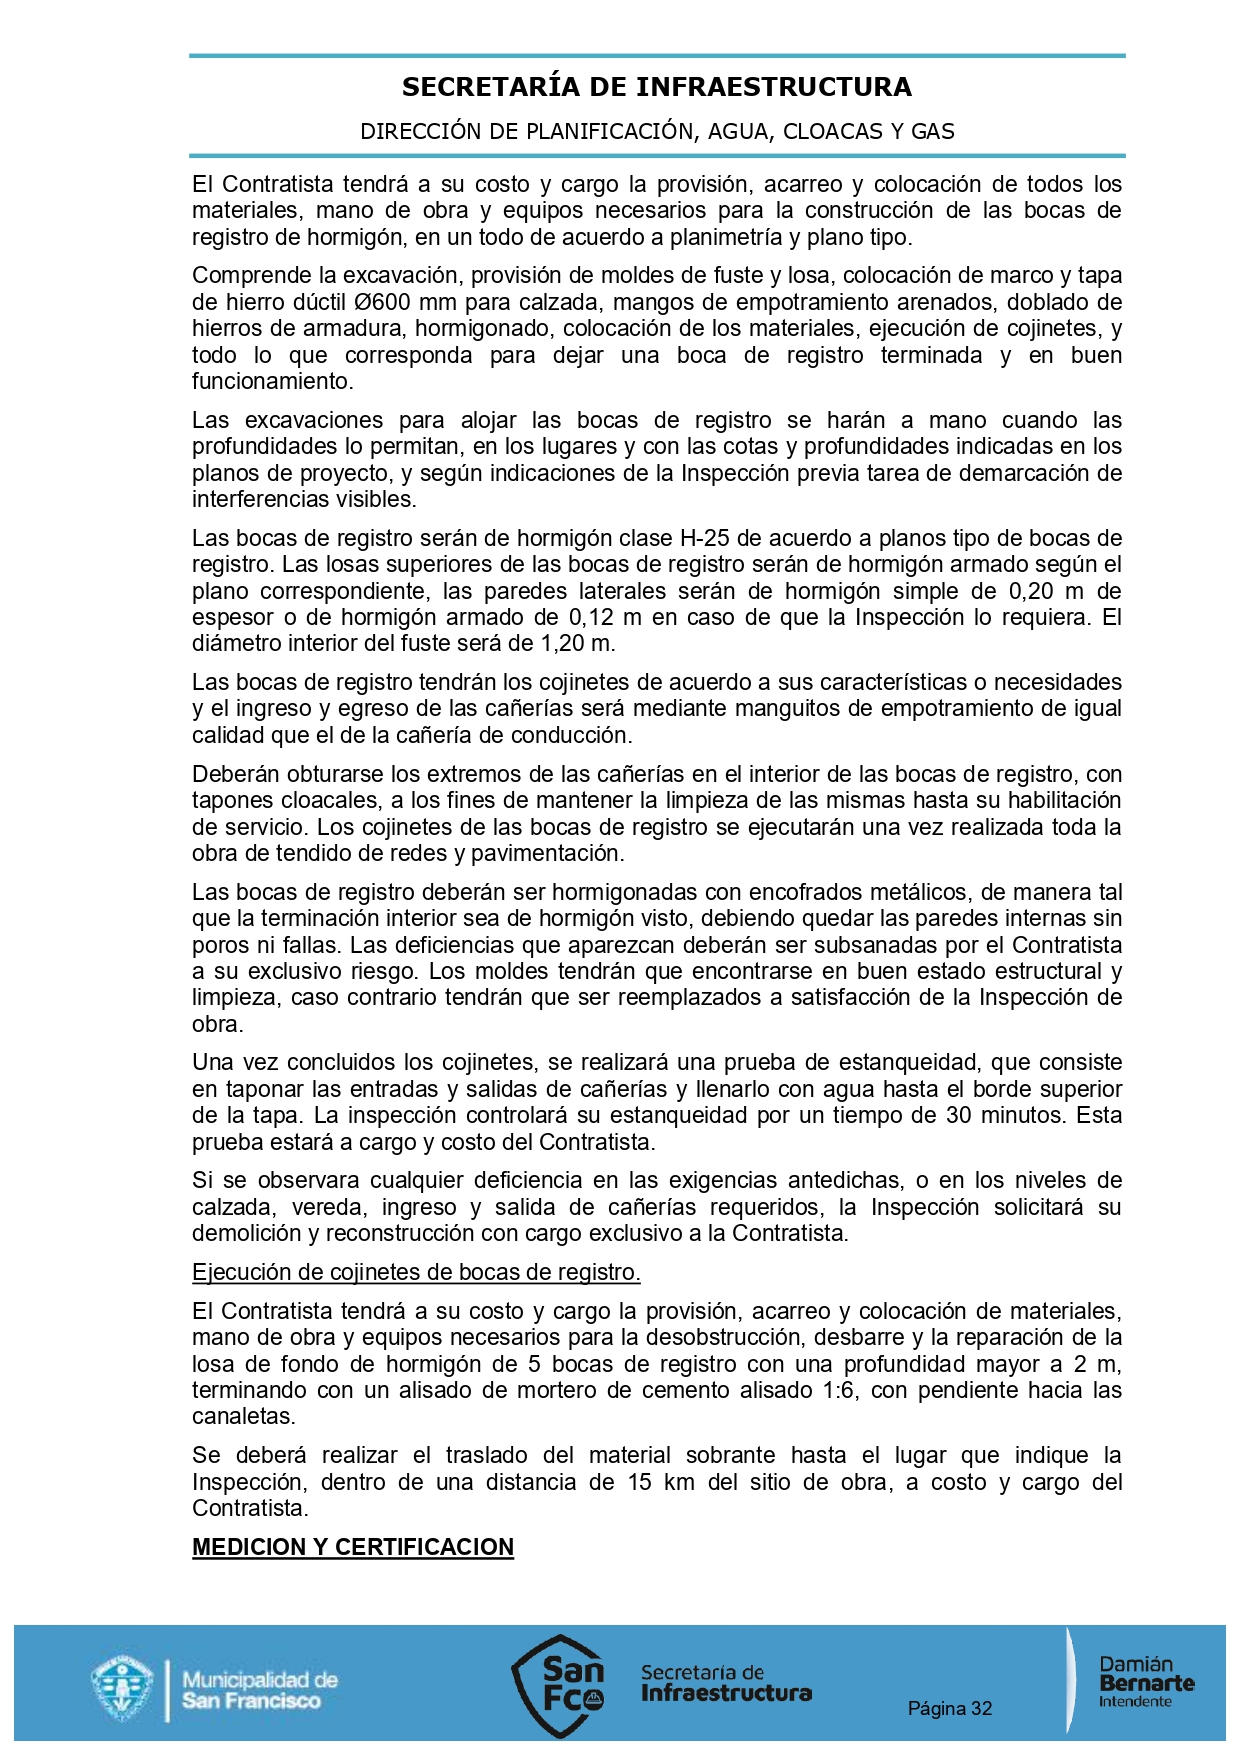 SECRETARÍA DE INFRAESTRUCTURA
DIRECCIÓN DE PLANIFICACIÓN, AGUA, CLOACAS Y GAS
El Contratista tendrá a su costo y cargo la provisión, acarreo y colocación de todos los
materiales, mano de obra y equipos necesarios para la construcción de las bocas de
registro de hormigón, en un todo de acuerdo a planimetría y plano tipo.
Comprende la excavación, provisión de moldes de fuste y losa, colocación de marco y tapa
de hierro dúctil Ø600 mm para calzada, mangos de empotramiento arenados, doblado de
hierros de armadura, hormigonado, colocación de los materiales, ejecución de cojinetes, y
todo lo que corresponda para dejar una boca de registro terminada y en buen
funcionamiento.
Las excavaciones para alojar las bocas de registro se harán a mano cuando las
profundidades lo permitan, en los lugares y con las cotas y profundidades indicadas en los
planos de proyecto, y según indicaciones de la Inspección previa tarea de demarcación de
interferencias visibles.
Las bocas de registro serán de hormigón clase H-25 de acuerdo a planos tipo de bocas de
registro. Las losas superiores de las bocas de registro serán de hormigón armado según el
plano correspondiente, las paredes laterales serán de hormigón simple de 0,20 m de
espesor o de hormigón armado de 0,12 m en caso de que la Inspección lo requiera. El
diámetro interior del fuste será de 1,20 m.
Las bocas de registro tendrán los cojinetes de acuerdo a sus características o necesidades
y el ingreso y egreso de las cañerías será mediante manguitos de empotramiento de igual
calidad que el de la cañería de conducción.
Deberán obturarse los extremos de las cañerías en el interior de las bocas de registro, con
tapones cloacales, a los fines de mantener la limpieza de las mismas hasta su habilitación
de servicio. Los cojinetes de las bocas de registro se ejecutarán una vez realizada toda la
obra de tendido de redes y pavimentación.
Las bocas de registro deberán ser hormigonadas con encofrados metálicos, de manera tal
que la terminación interior sea de hormigón visto, debiendo quedar las paredes internas sin
poros ni fallas. Las deficiencias que aparezcan deberán ser subsanadas por el Contratista
a su exclusivo riesgo. Los moldes tendrán que encontrarse en buen estado estructural y
limpieza, caso contrario tendrán que ser reemplazados a satisfacción de la Inspección de
obra.
Una vez concluidos los cojinetes, se realizará una prueba de estanqueidad, que consiste
en taponar las entradas y salidas de cañerías y llenarlo con agua hasta el borde superior
de la tapa. La inspección controlará su estanqueidad por un tiempo de 30 minutos. Esta
prueba estará a cargo y costo del Contratista.
Si se observara cualquier deficiencia en las exigencias antedichas, o en los niveles de
calzada, vereda, ingreso y salida de cañerías requeridos, la Inspección solicitará su
demolición y reconstrucción con cargo exclusivo a la Contratista.
Ejecución de cojinetes de bocas de registro.
El Contratista tendrá a su costo y cargo la provisión, acarreo y colocación de materiales,
mano de obra y equipos necesarios para la desobstrucción, desbarre y la reparación de la
losa de fondo de hormigón de 5 bocas de registro con una profundidad mayor a 2 m,
terminando con un alisado de mortero de cemento alisado 1:6, con pendiente hacia las
canaletas.
Se deberá realizar el traslado del material sobrante hasta el lugar que indique la
Inspección, dentro de una distancia de 15 km del sitio de obra, a costo y cargo del
Contratista.
MEDICION Y CERTIFICACION
Municipalidad de
San Francisco
San
Fco
Secretaría de
Infraestructura
Página 32
Damián
Bernarte
Intendente